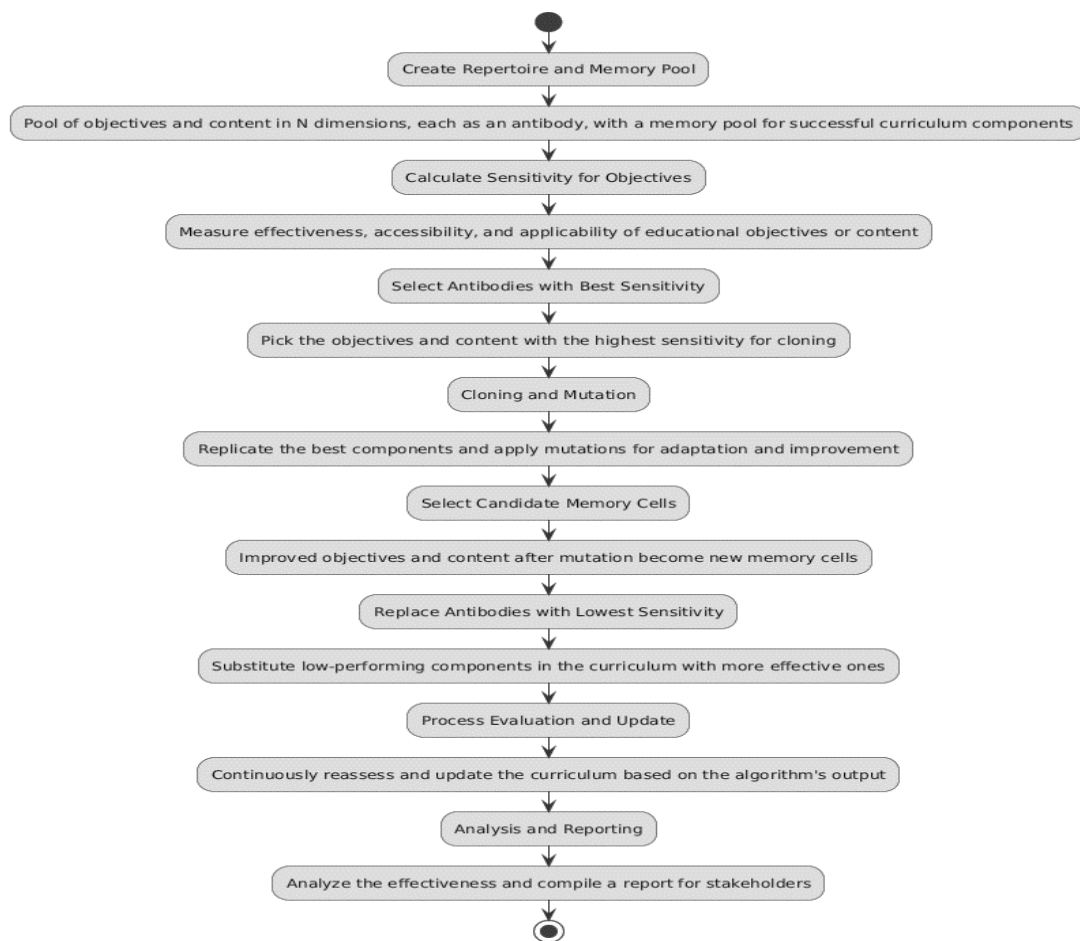 Create Repertoire and Memory Pool
Pool of objectives and content in N dimensions, each as an antibody, with a memory pool for successful curriculum components
Calculate Sensitivity for Objectives
Measure effectiveness, accessibility, and applicability of educational objectives or content
Select Antibodies with Best Sensitivity
Pick the objectives and content with the highest sensitivity for cloning
Cloning and Mutation
Replicate the best components and apply mutations for adaptation and improvement
Select Candidate Memory Cells
Improved objectives and content after mutation become new memory cells
Replace Antibodies with Lowest Sensitivity
Substitute low-performing components in the curriculum with more effective ones
Process Evaluation and Update
Continuously reassess and update the curriculum based on the algorithm's output
Analysis and Reporting
Analyze the effectiveness and compile a report for stakeholders